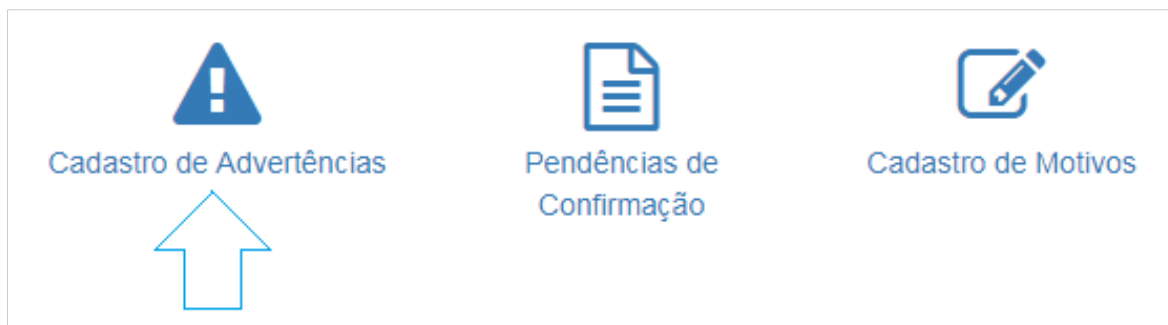 Cadastro de Advertências
Pendências de
Confirmação
Cadastro de Motivos